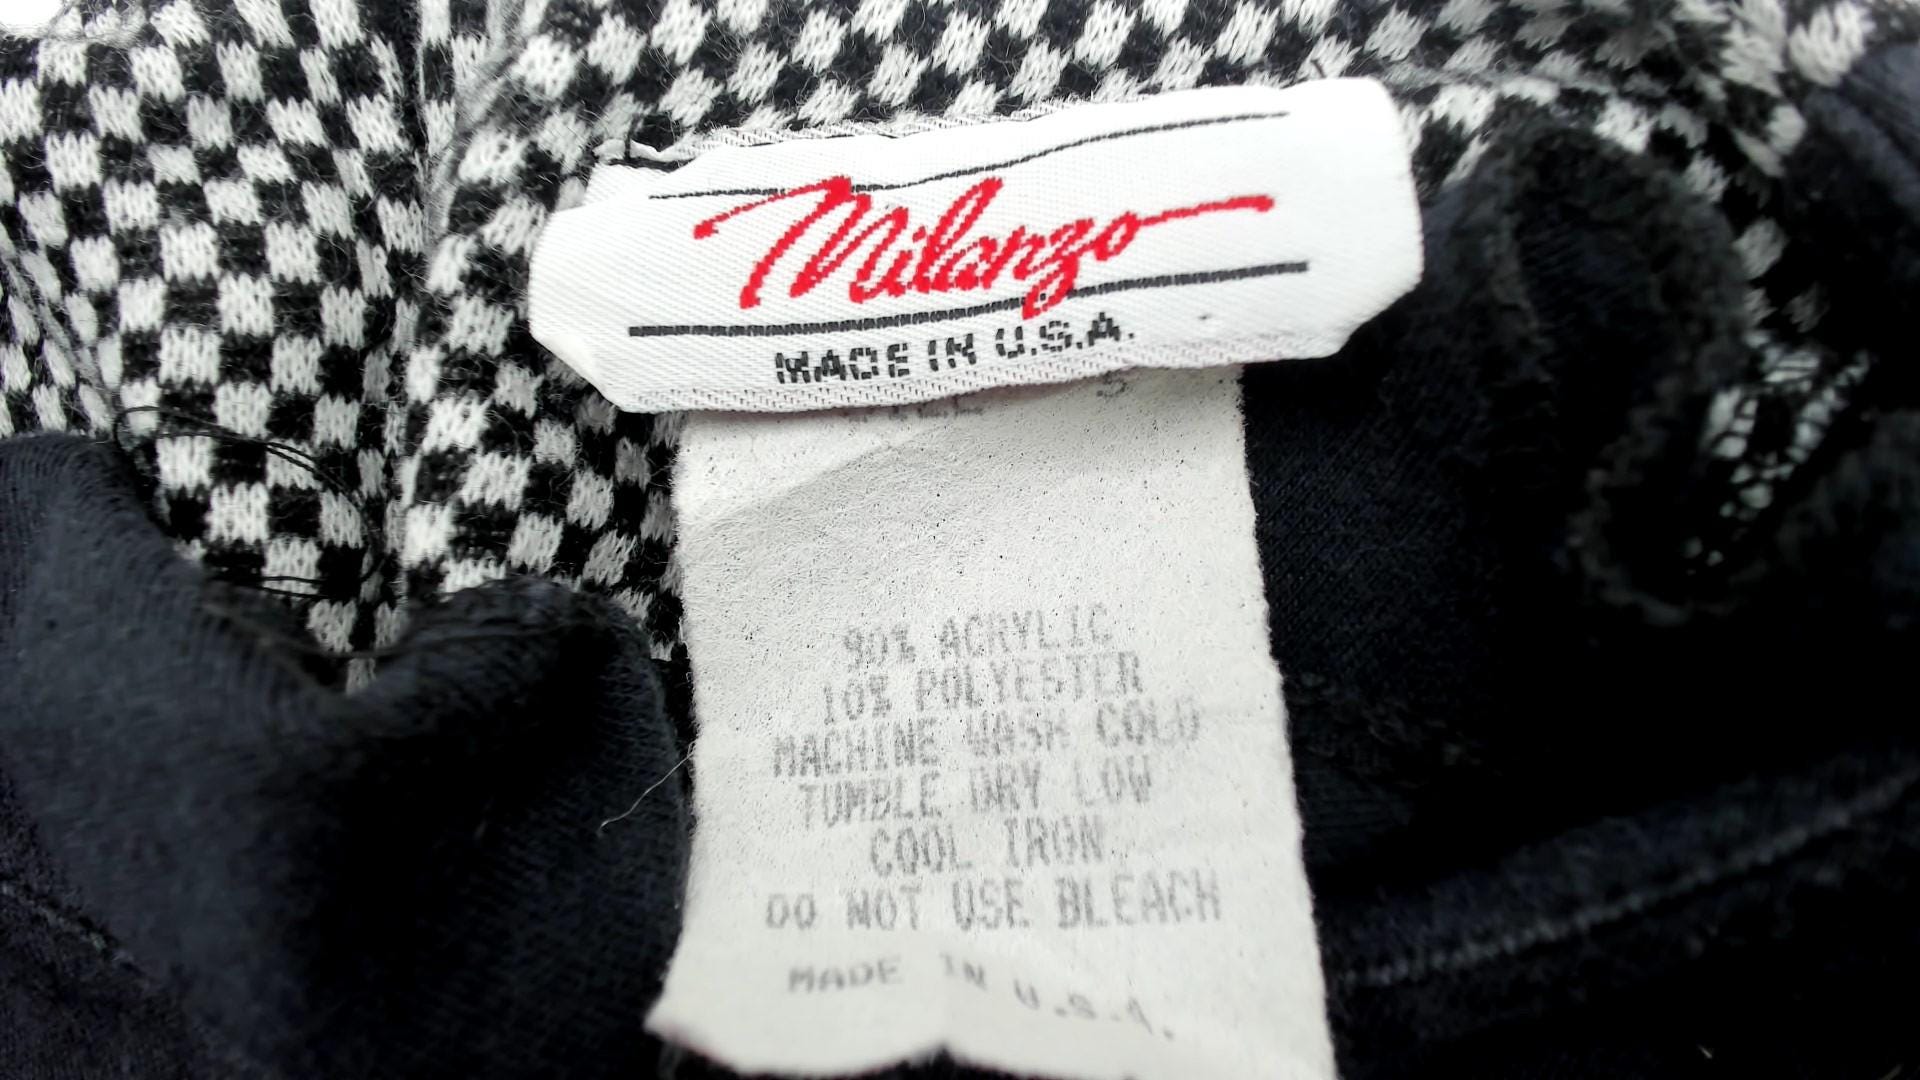 Milanzo
MADE IN U.S.A.
90% ACRYLIC
10% POLYESTER
MACHINE WASH COLD
TUMBLE DRY LOW
COOL IRON
DO NOT USE BLEACH
MADE IN U.S.A.